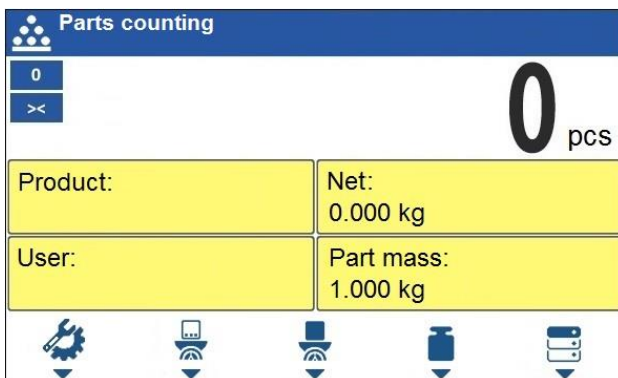 Parts counting
0
><
0 pcs
Product:
Net:
0.000 kg
User:
Part mass:
1.000 kg